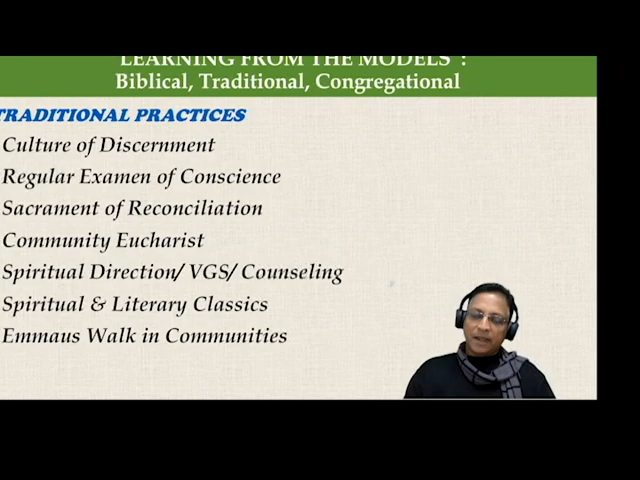 LEARNING FROM THE MODELS :
Biblical, Traditional, Congregational
TRADITIONAL PRACTICES
Culture of Discernment
Regular Examen of Conscience
Sacrament of Reconciliation
Community Eucharist
Spiritual Direction/ VGS/ Counseling
Spiritual & Literary Classics
Emmaus Walk in Communities